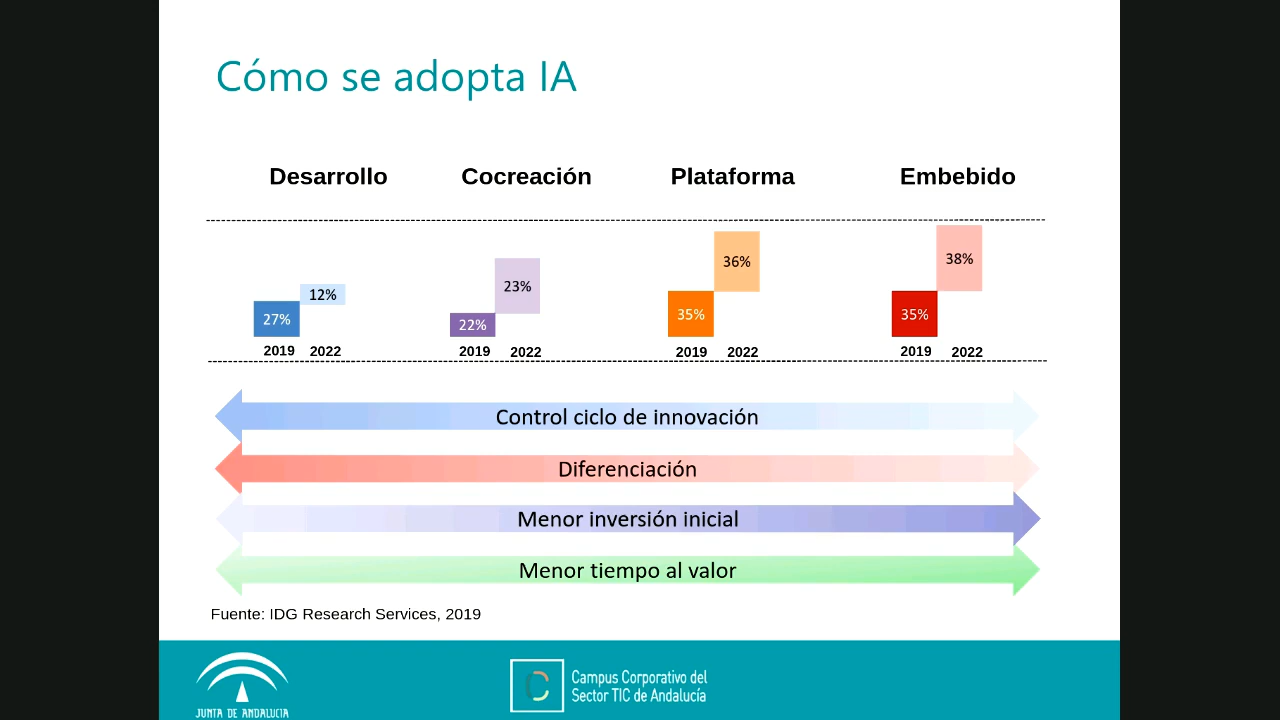 Cómo se adopta IA
Desarrollo Cocreación Plataforma Embebido
27% 12% 22% 23% 35% 36% 35% 38%
2019 2022 2019 2022 2019 2022 2019 2022
Control ciclo de innovación
Diferenciación
Menor inversión inicial
Menor tiempo al valor
Fuente: IDG Research Services, 2019
JUNTA DE ANDALUCIA
Campus Corporativo del
Sector TIC de Andalucía